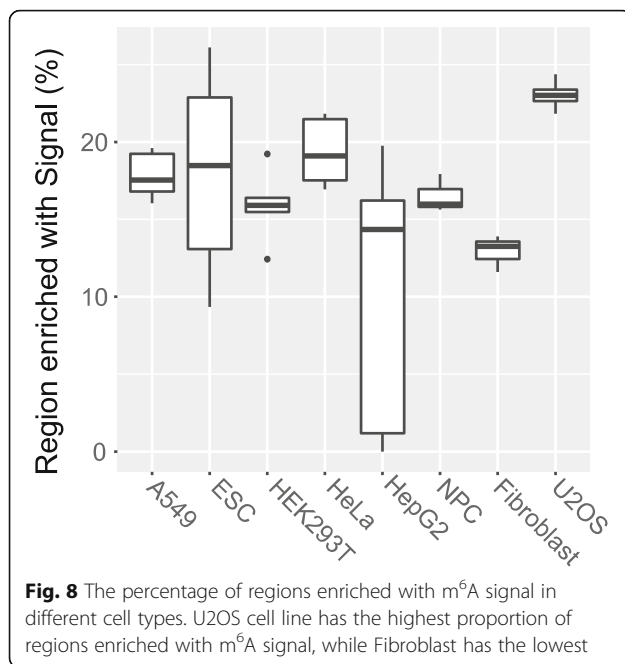 Region enriched with Signal (%)
20
10
0
A549
ESC
HEK293T
HeLa
HepG2
NPC
Fibroblast
U2OS
Fig. 8 The percentage of regions enriched with m⁶A signal in
different cell types. U2OS cell line has the highest proportion of
regions enriched with m⁶A signal, while Fibroblast has the lowest